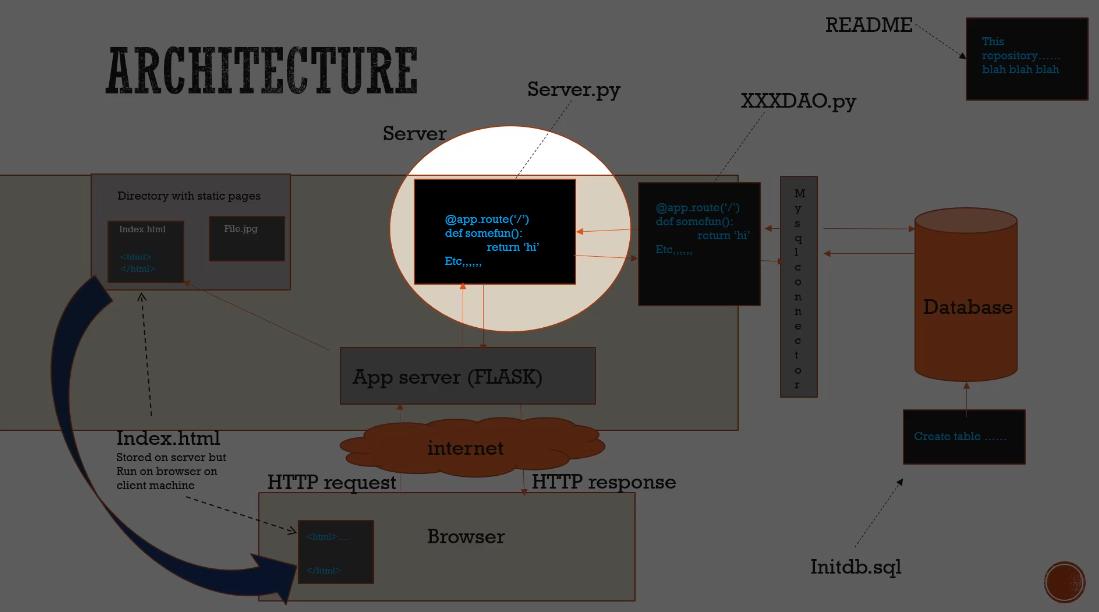 ARCHITECTURE
README
This
repository……
blah blah blah
Server.py
XXXDAO.py
Server
Directory with static pages
Index.html
<html>
</html>
File.jpg
@app.route('/')
def somefun():
return 'hi'
Etc,,,,,,
@app.route('/')
def somefun():
return 'hi'
Etc,,,,,,
Mysqlconnector
Database
App server (FLASK)
Create table ……
internet
Index.html
Stored on server but
Run on browser on
client machine
HTTP request
HTTP response
Browser
<html>….
</html>
Initdb.sql